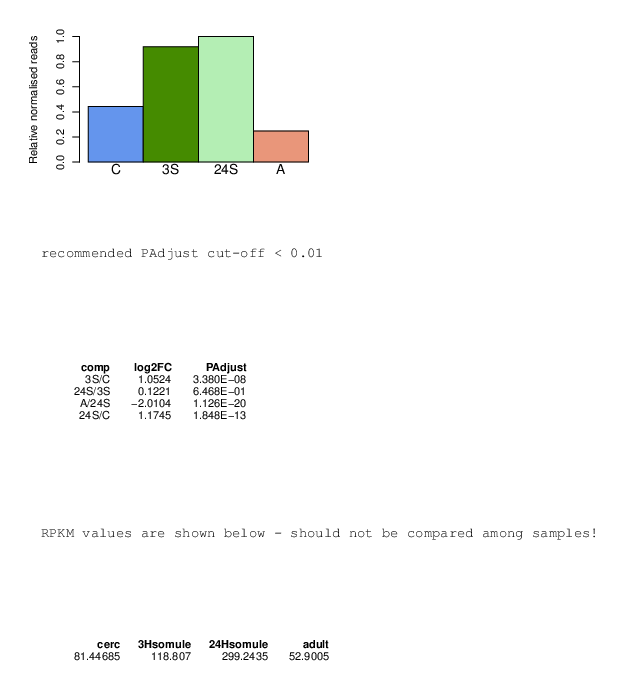 Relative normalised reads
1.0
0.8
0.6
0.4
0.2
0.0
C 3S 24S A
recommended PAdjust cut-off < 0.01
comp log2FC PAdjust
3S/C 1.0524 3.380E−08
24S/3S 0.1221 6.468E−01
A/24S −2.0104 1.126E−20
24S/C 1.1745 1.848E−13
RPKM values are shown below - should not be compared among samples!
cerc 3Hsomule 24Hsomule adult
81.44685 118.807 299.2435 52.9005